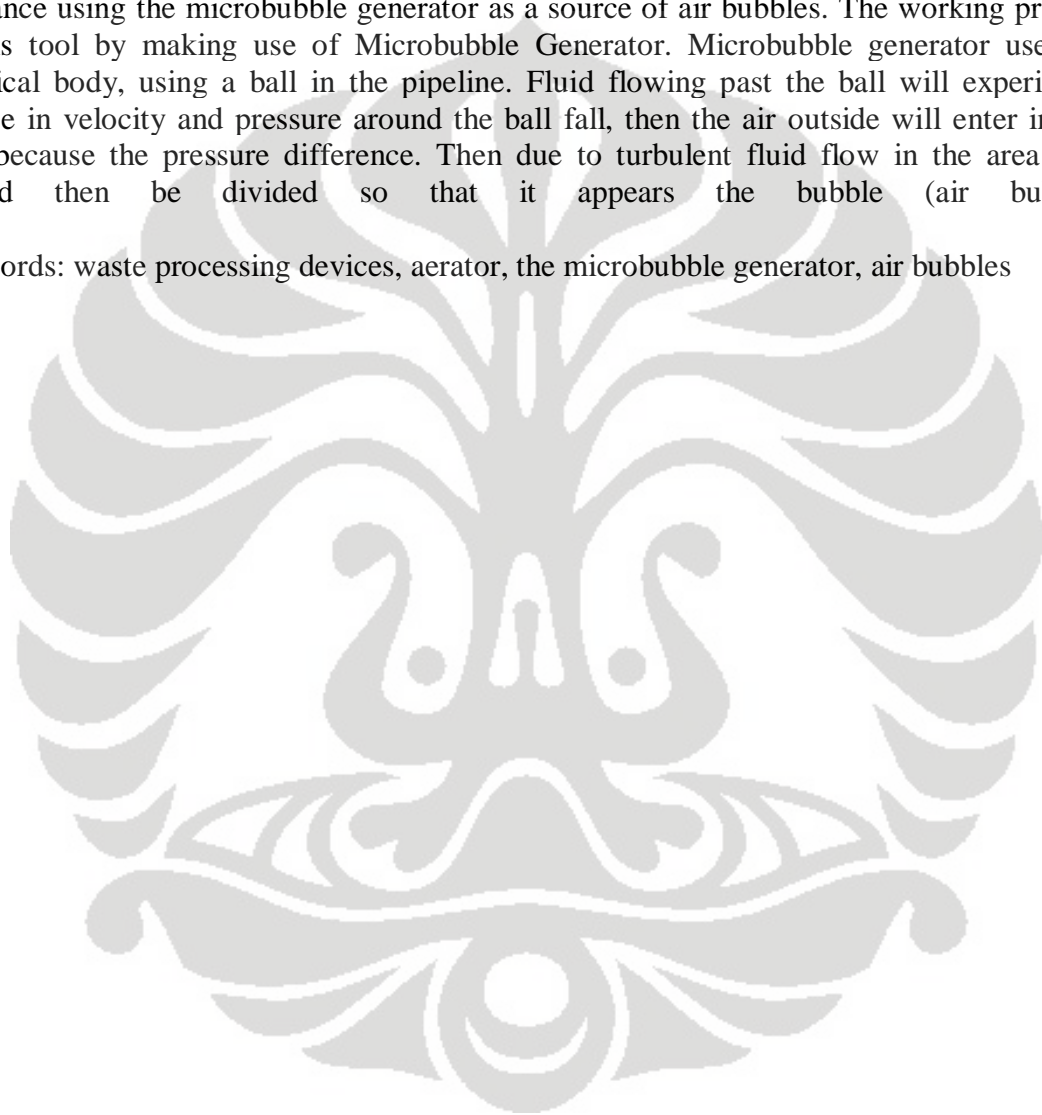 ance using the microbubble generator as a source of air bubbles. The working pr
s tool by making use of Microbubble Generator. Microbubble generator use
ical body, using a ball in the pipeline. Fluid flowing past the ball will experi
e in velocity and pressure around the ball fall, then the air outside will enter in
because the pressure difference. Then due to turbulent fluid flow in the area
d then be divided so that it appears the bubble (air bu
ords: waste processing devices, aerator, the microbubble generator, air bubbles